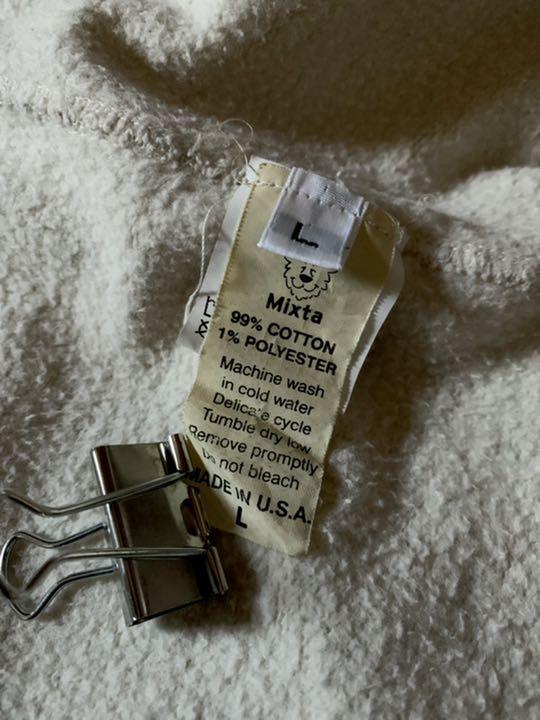 L
Mixta
99% COTTON
1% POLYESTER
Machine wash
in cold water
Delicate cycle
Tumble dry low
Remove promptly
Do not bleach
MADE IN U.S.A.
L